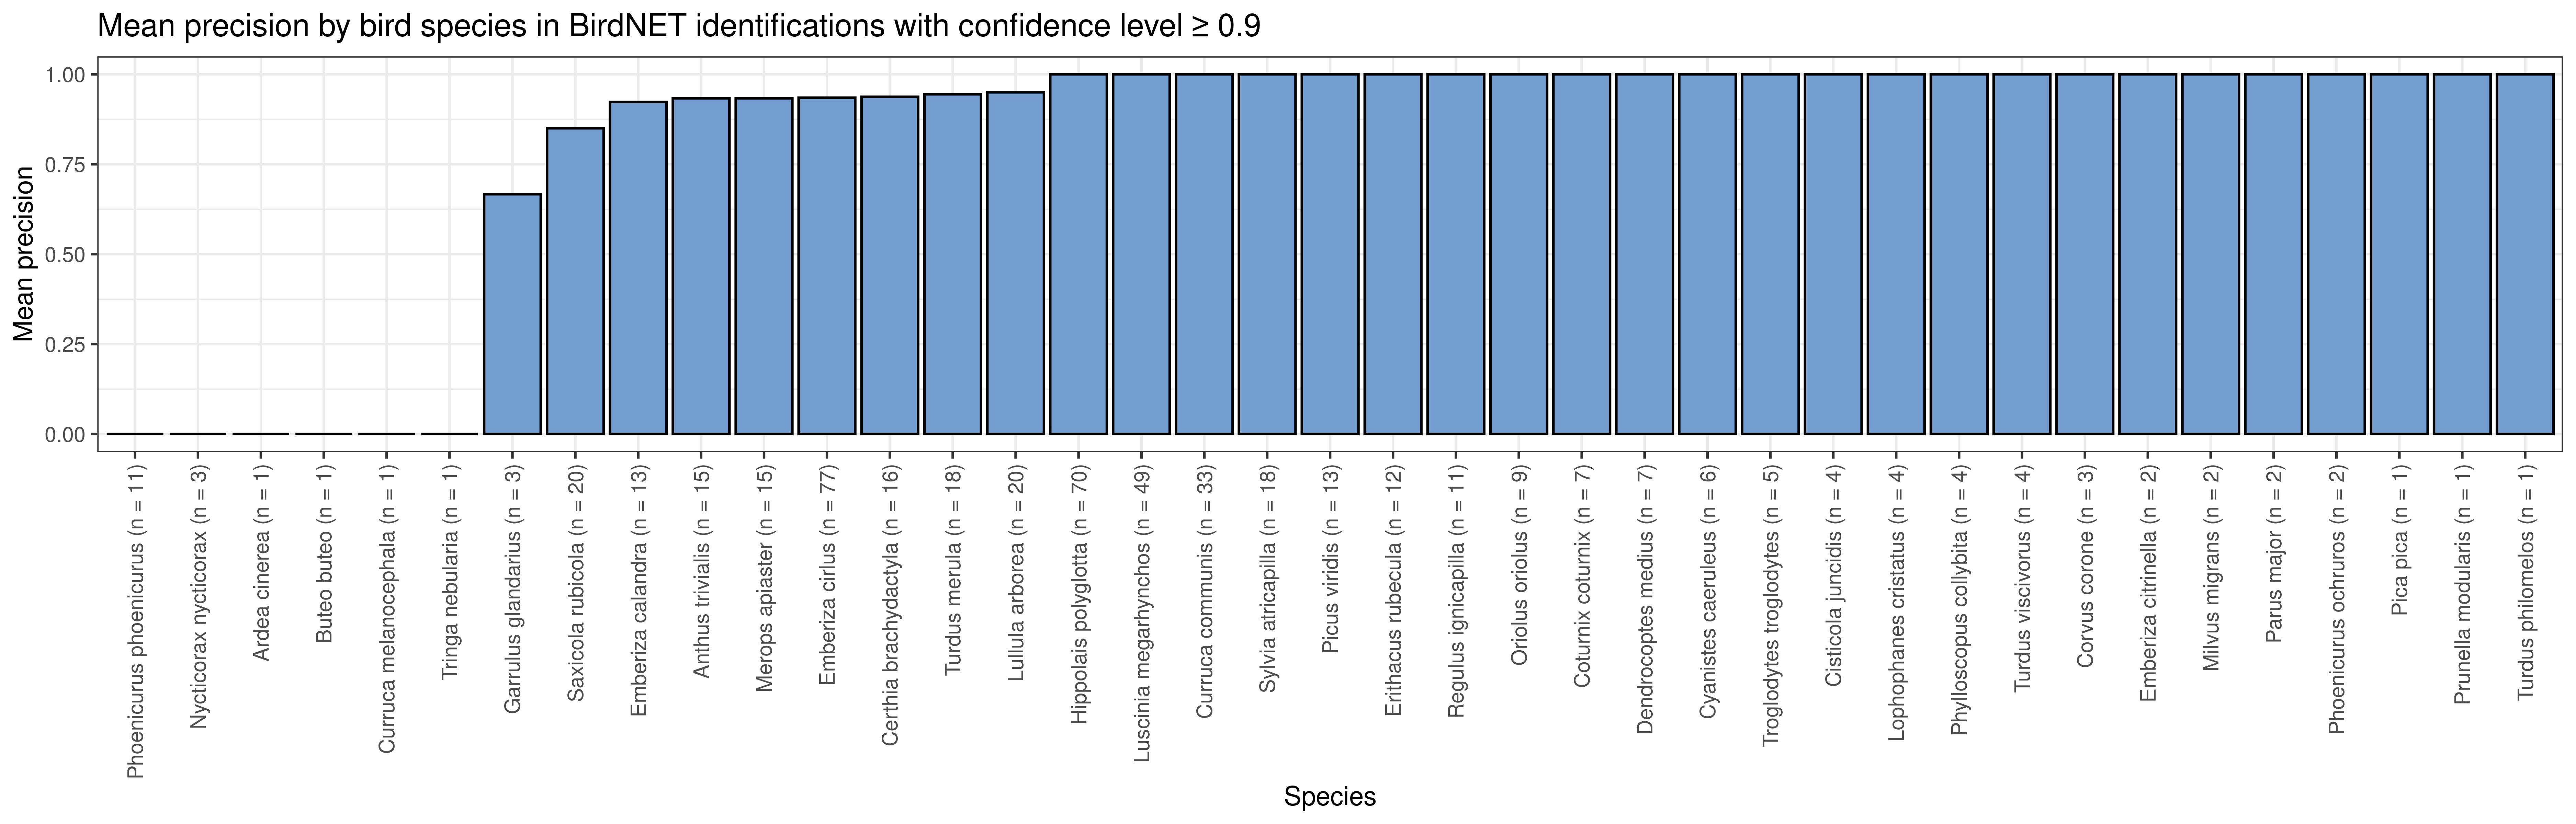 Mean precision by bird species in BirdNET identifications with confidence level ≥ 0.9
Mean precision
1.00
0.75
0.50
0.25
0.00
Phoenicurus phoenicurus (n = 11)
Nycticorax nycticorax (n = 3)
Ardea cinerea (n = 1)
Buteo buteo (n = 1)
Curruca melanocephala (n = 1)
Tringa nebularia (n = 1)
Garrulus glandarius (n = 3)
Saxicola rubicola (n = 20)
Emberiza calandra (n = 13)
Anthus trivialis (n = 15)
Merops apiaster (n = 15)
Emberiza cirlus (n = 77)
Certhia brachydactyla (n = 16)
Turdus merula (n = 18)
Lullula arborea (n = 20)
Hippolais polyglotta (n = 70)
Luscinia megarhynchos (n = 49)
Curruca communis (n = 33)
Sylvia atricapilla (n = 18)
Picus viridis (n = 13)
Erithacus rubecula (n = 12)
Regulus ignicapilla (n = 11)
Oriolus oriolus (n = 9)
Coturnix coturnix (n = 7)
Dendrocoptes medius (n = 7)
Cyanistes caeruleus (n = 6)
Troglodytes troglodytes (n = 5)
Cisticola juncidis (n = 4)
Lophophanes cristatus (n = 4)
Phylloscopus collybita (n = 4)
Turdus viscivorus (n = 4)
Corvus corone (n = 3)
Emberiza citrinella (n = 2)
Milvus migrans (n = 2)
Parus major (n = 2)
Phoenicurus ochruros (n = 2)
Pica pica (n = 1)
Prunella modularis (n = 1)
Turdus philomelos (n = 1)
Species